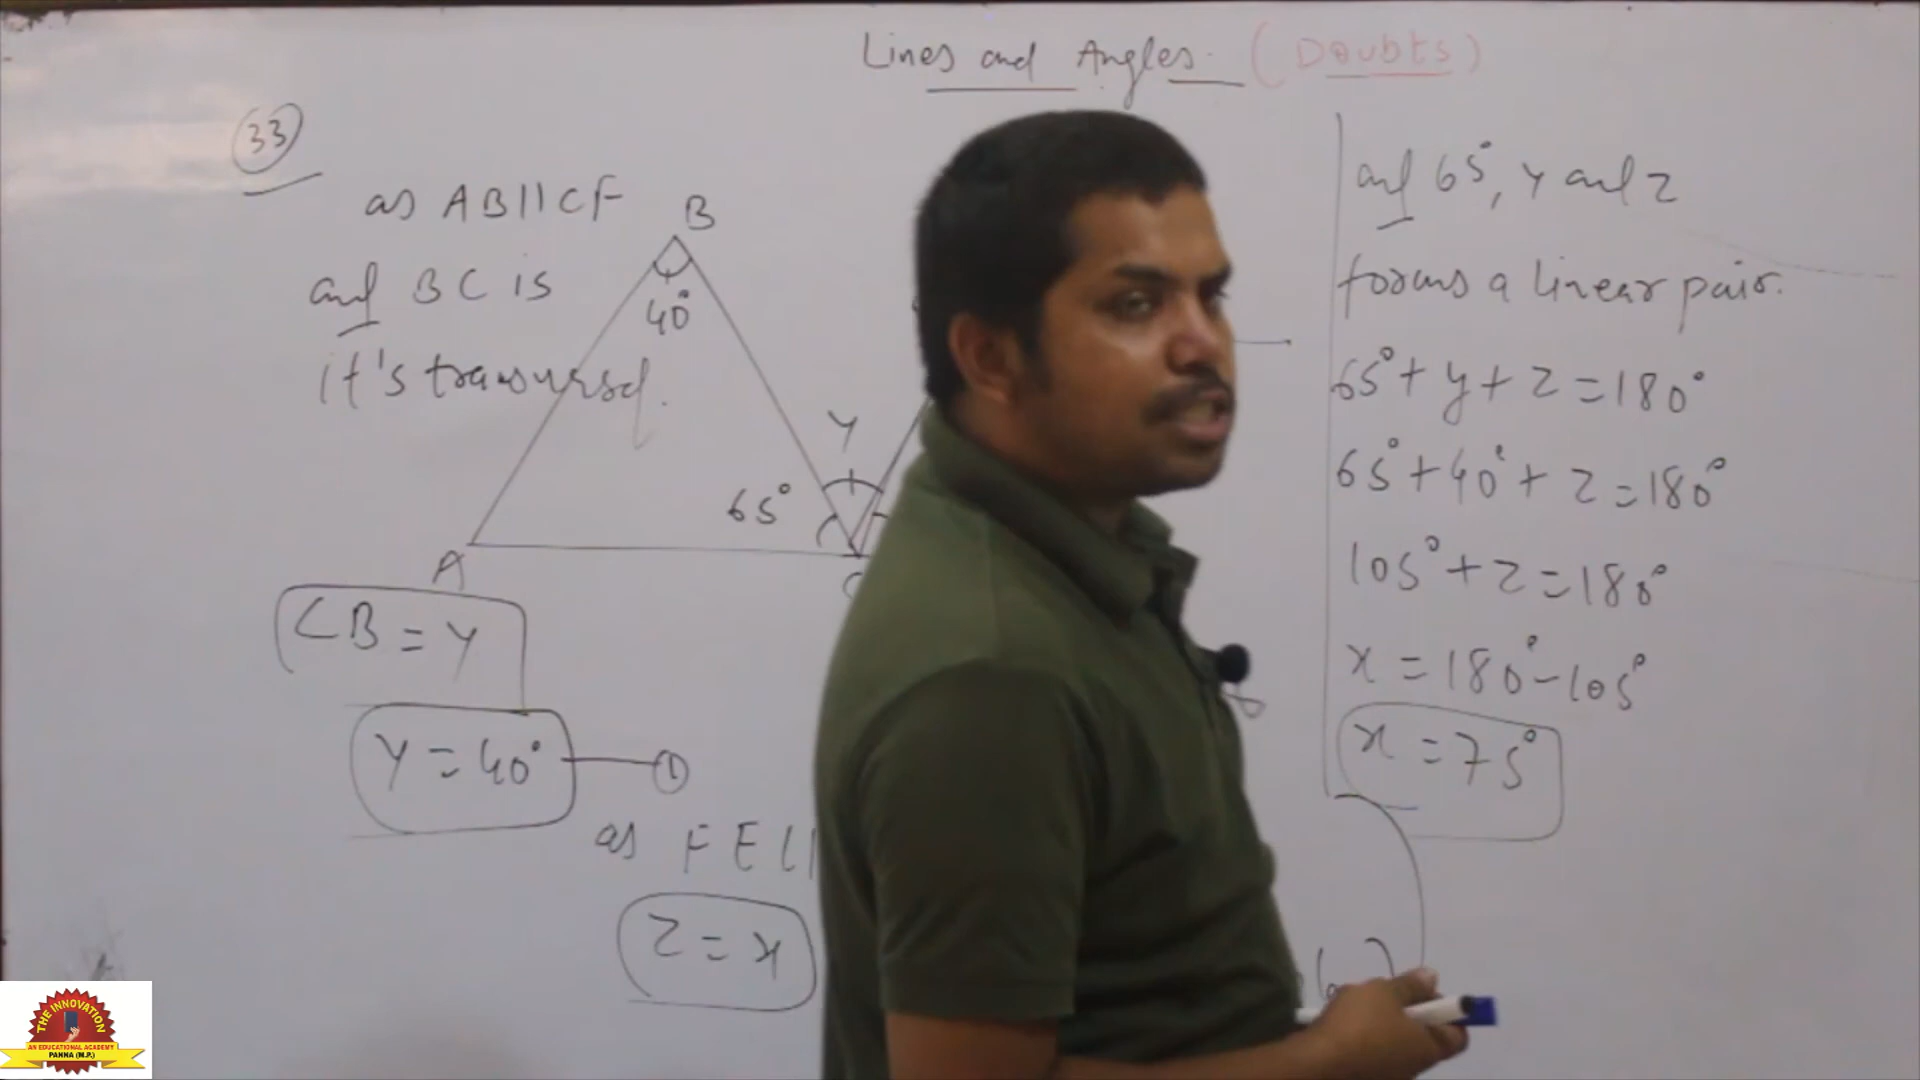 Lines and Angles. (Doubts)
33
as AB||CF
and BC is
it's transversal.
B
40°
Y
65°
A
C
∠B = Y
Y = 40° — 1
as FE||
z = x
and 65°, y and z
forms a linear pair.
65° + y + z = 180°
65° + 40° + z = 180°
105° + z = 180°
x = 180° - 105°
x = 75°
THE INNOVATION
AN EDUCATIONAL ACADEMY
PANNA (M.P.)